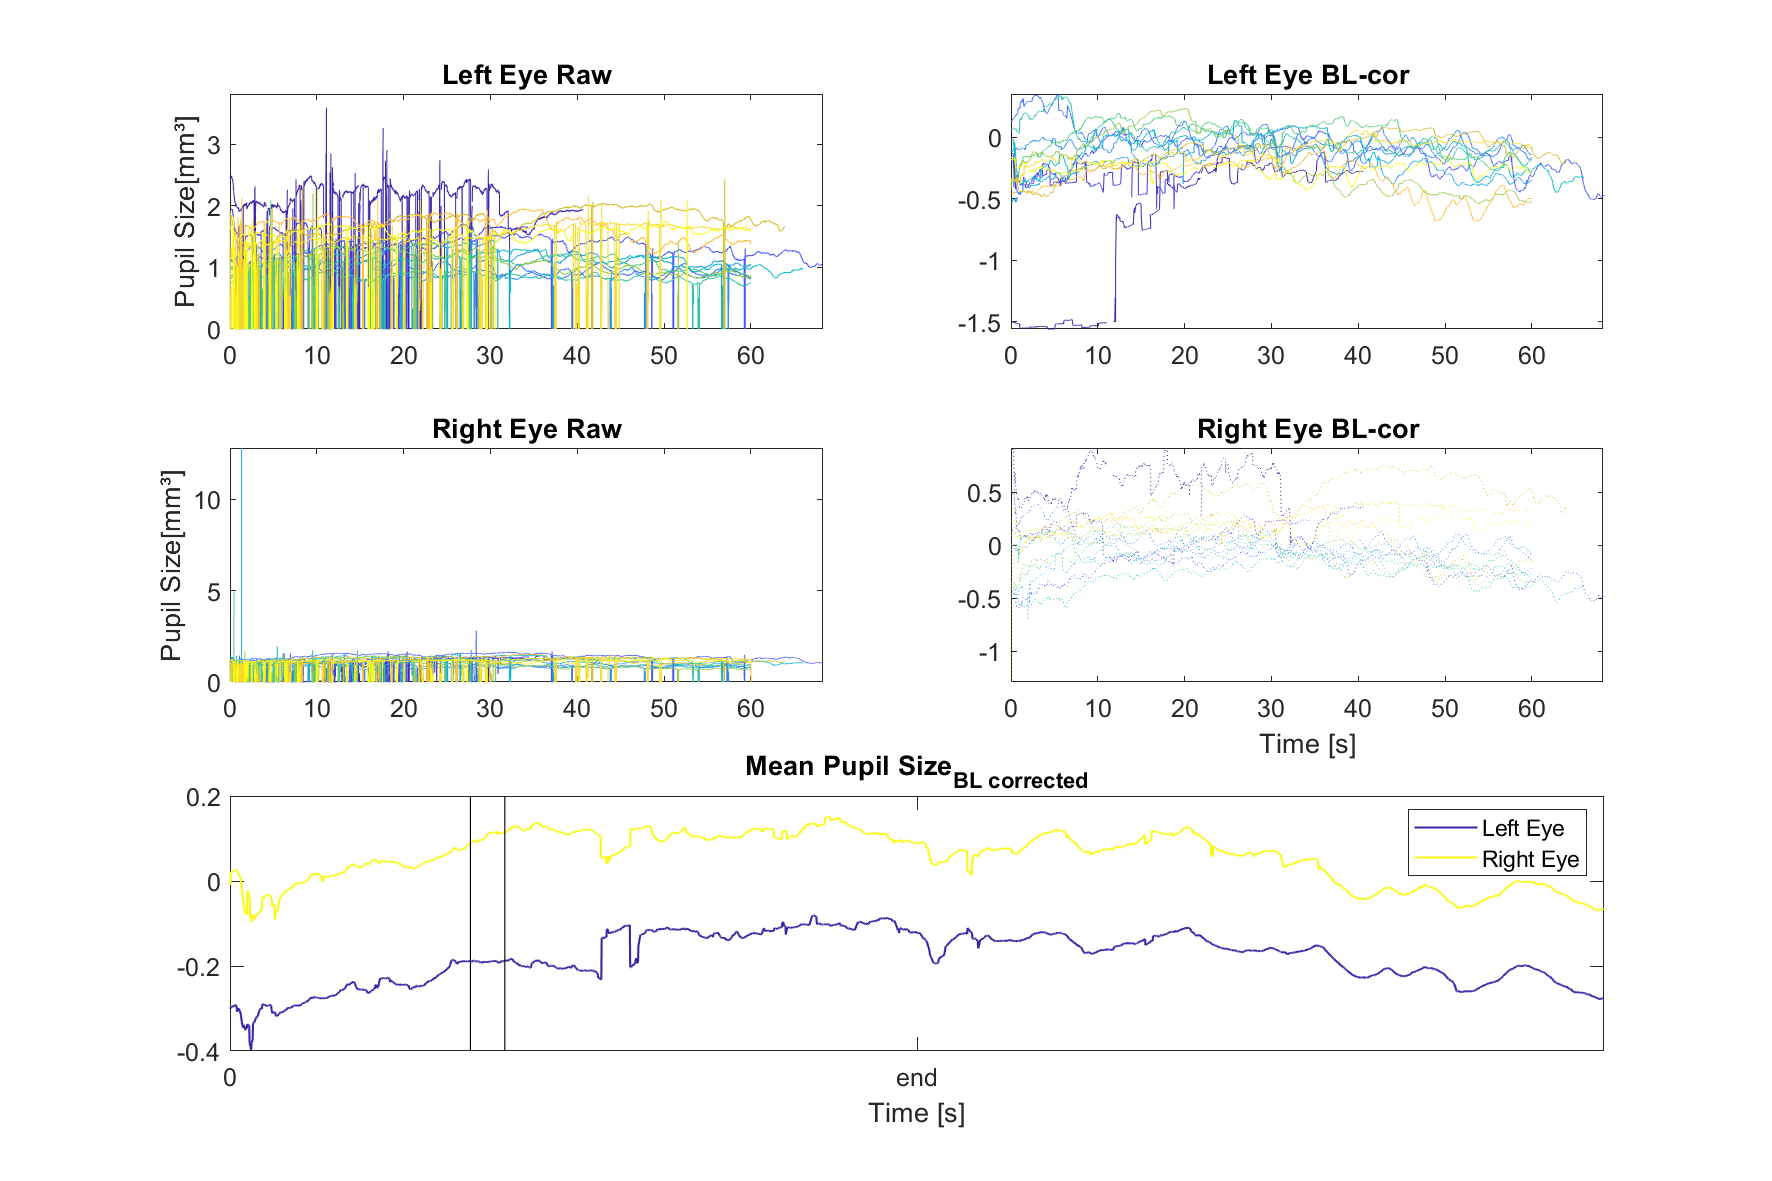 Left Eye Raw
Pupil Size[mm³]
3
2
1
0
0 10 20 30 40 50 60
Left Eye BL-cor
0
-0.5
-1
-1.5
0 10 20 30 40 50 60
Right Eye Raw
Pupil Size[mm³]
10
5
0
0 10 20 30 40 50 60
Right Eye BL-cor
0.5
0
-0.5
-1
0 10 20 30 40 50 60
Time [s]
Mean Pupil Size BL corrected
0.2
0
-0.2
-0.4
Left Eye
Right Eye
0 end
Time [s]